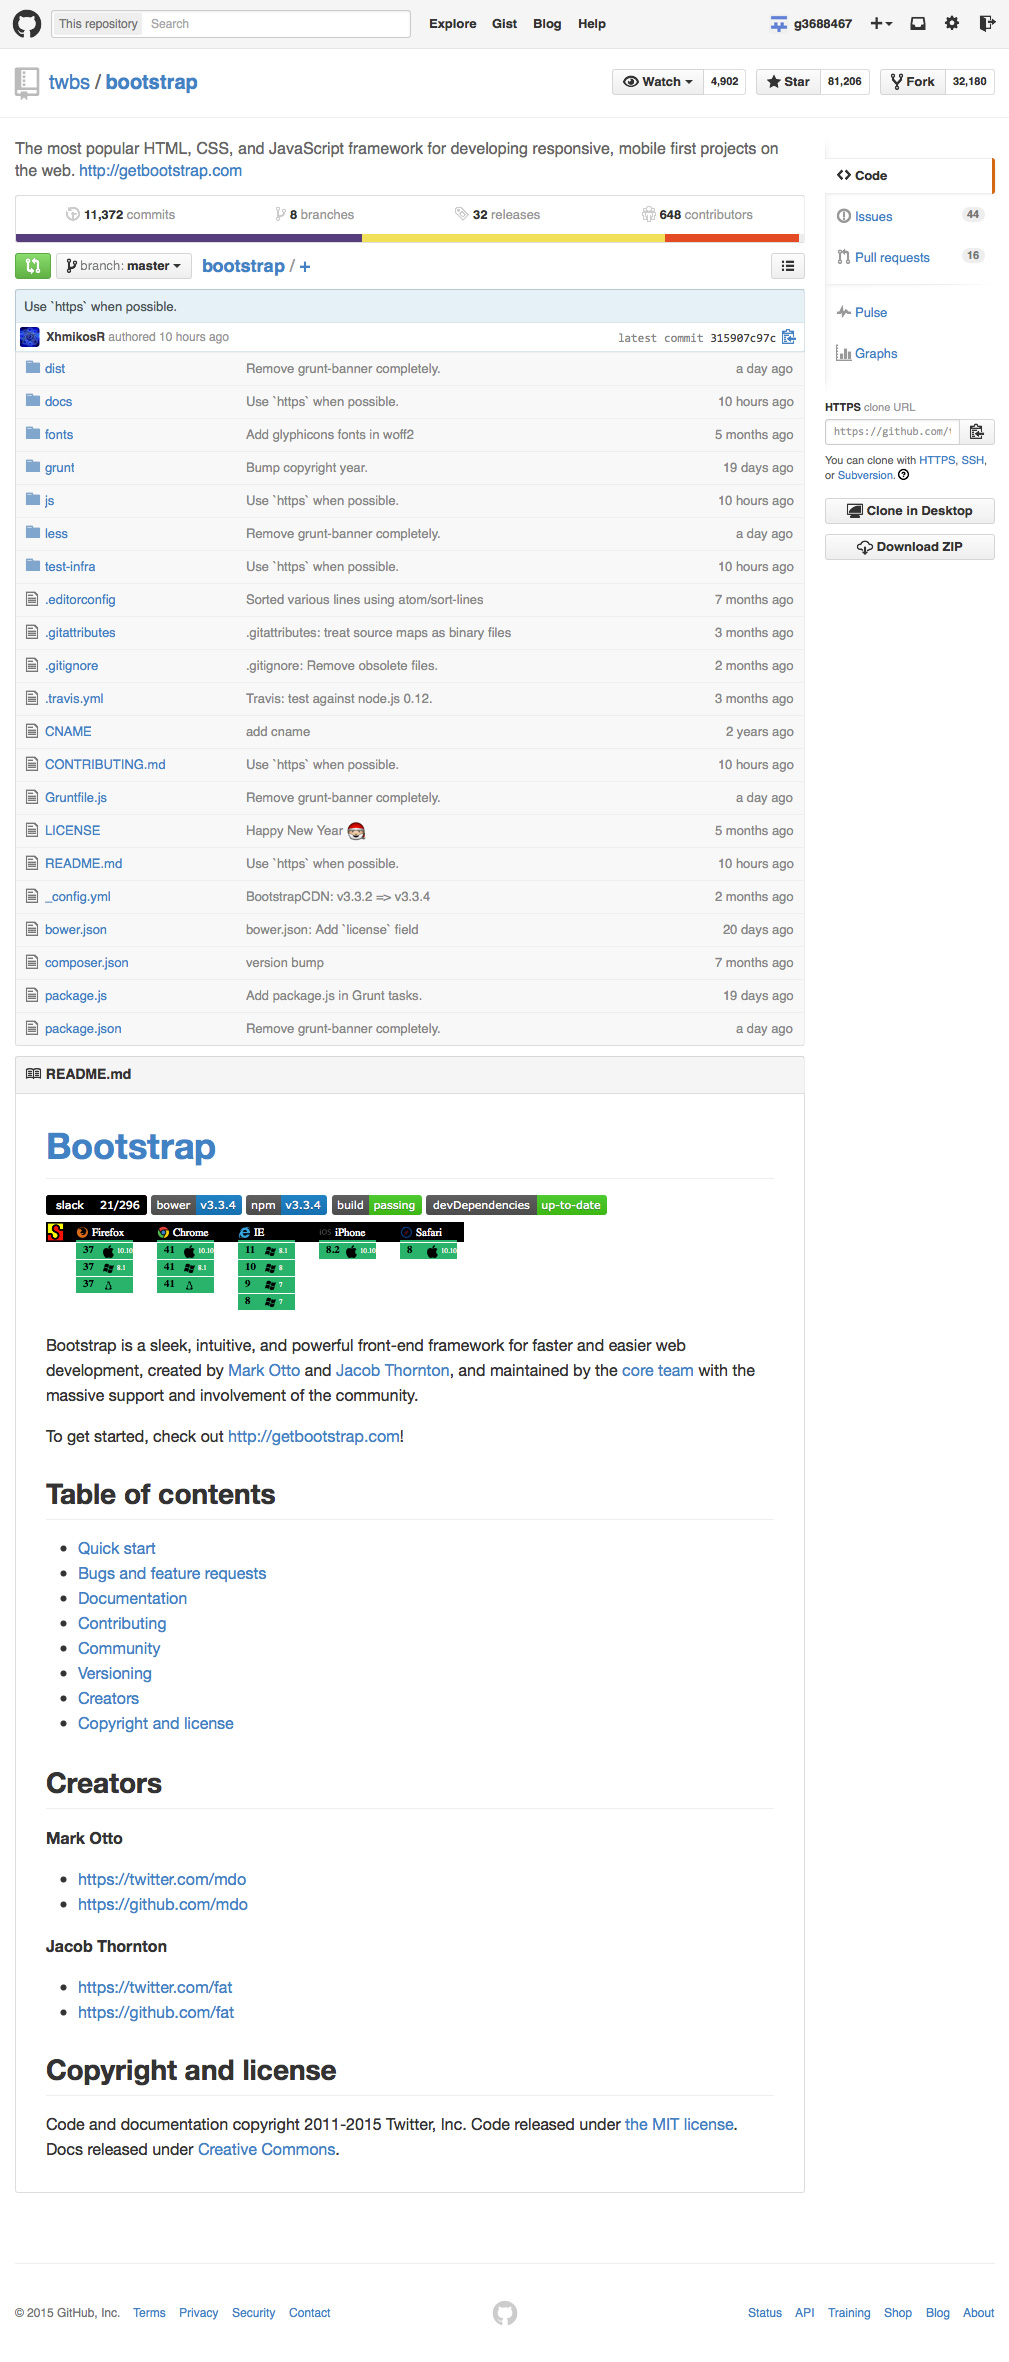 This repository Search Explore Gist Blog Help g3688467
twbs / bootstrap Watch 4,902 Star 81,206 Fork 32,180
The most popular HTML, CSS, and JavaScript framework for developing responsive, mobile first projects on
the web. http://getbootstrap.com
11,372 commits 8 branches 32 releases 648 contributors
branch: master bootstrap / +
Use `https` when possible.
XhmikosR authored 10 hours ago latest commit 315907c97c
dist Remove grunt-banner completely. a day ago
docs Use `https` when possible. 10 hours ago
fonts Add glyphicons fonts in woff2 5 months ago
grunt Bump copyright year. 19 days ago
js Use `https` when possible. 10 hours ago
less Remove grunt-banner completely. a day ago
test-infra Use `https` when possible. 10 hours ago
.editorconfig Sorted various lines using atom/sort-lines 7 months ago
.gitattributes .gitattributes: treat source maps as binary files 3 months ago
.gitignore .gitignore: Remove obsolete files. 2 months ago
.travis.yml Travis: test against node.js 0.12. 3 months ago
CNAME add cname 2 years ago
CONTRIBUTING.md Use `https` when possible. 10 hours ago
Gruntfile.js Remove grunt-banner completely. a day ago
LICENSE Happy New Year 5 months ago
README.md Use `https` when possible. 10 hours ago
_config.yml BootstrapCDN: v3.3.2 => v3.3.4 2 months ago
bower.json bower.json: Add `license` field 20 days ago
composer.json version bump 7 months ago
package.js Add package.js in Grunt tasks. 19 days ago
package.json Remove grunt-banner completely. a day ago
Code
Issues 44
Pull requests 16
Pulse
Graphs
HTTPS clone URL
https://github.com/
You can clone with HTTPS, SSH,
or Subversion.
Clone in Desktop
Download ZIP
README.md
Bootstrap
slack 21/296 bower v3.3.4 npm v3.3.4 build passing devDependencies up-to-date
S Firefox Chrome IE iOS iPhone Safari
37 10.10 41 10.10 11 8.1 8.2 10.10 8 10.10
37 8.1 41 8.1 10 8
37 41 9 7
8 7
Bootstrap is a sleek, intuitive, and powerful front-end framework for faster and easier web
development, created by Mark Otto and Jacob Thornton, and maintained by the core team with the
massive support and involvement of the community.
To get started, check out http://getbootstrap.com!
Table of contents
Quick start
Bugs and feature requests
Documentation
Contributing
Community
Versioning
Creators
Copyright and license
Creators
Mark Otto
https://twitter.com/mdo
https://github.com/mdo
Jacob Thornton
https://twitter.com/fat
https://github.com/fat
Copyright and license
Code and documentation copyright 2011-2015 Twitter, Inc. Code released under the MIT license.
Docs released under Creative Commons.
© 2015 GitHub, Inc. Terms Privacy Security Contact Status API Training Shop Blog About